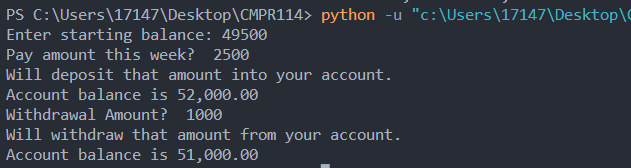 PS C:\Users\17147\Desktop\CMPR114> python -u "c:\Users\17147\Desktop\
Enter starting balance: 49500
Pay amount this week?  2500
Will deposit that amount into your account.
Account balance is 52,000.00
Withdrawal Amount?  1000
Will withdraw that amount from your account.
Account balance is 51,000.00